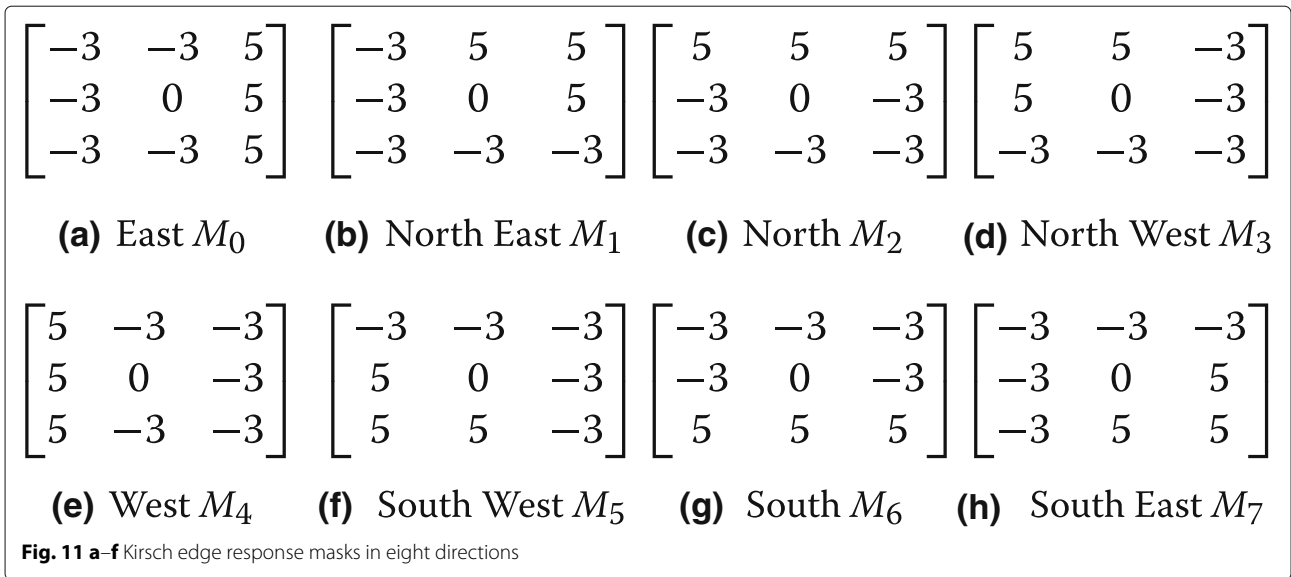 −3 −3 5 −3 5 5 5 5 5 5 5 −3
−3 0 5 −3 0 5 −3 0 −3 5 0 −3
−3 −3 5 −3 −3 −3 −3 −3 −3 −3 −3 −3
(a) East M0 (b) North East M1 (c) North M2 (d) North West M3
5 −3 −3 −3 −3 −3 −3 −3 −3 −3 −3 −3
5 0 −3 5 0 −3 −3 0 −3 −3 0 5
5 −3 −3 5 5 −3 5 5 5 −3 5 5
(e) West M4 (f) South West M5 (g) South M6 (h) South East M7
Fig. 11 a–f Kirsch edge response masks in eight directions